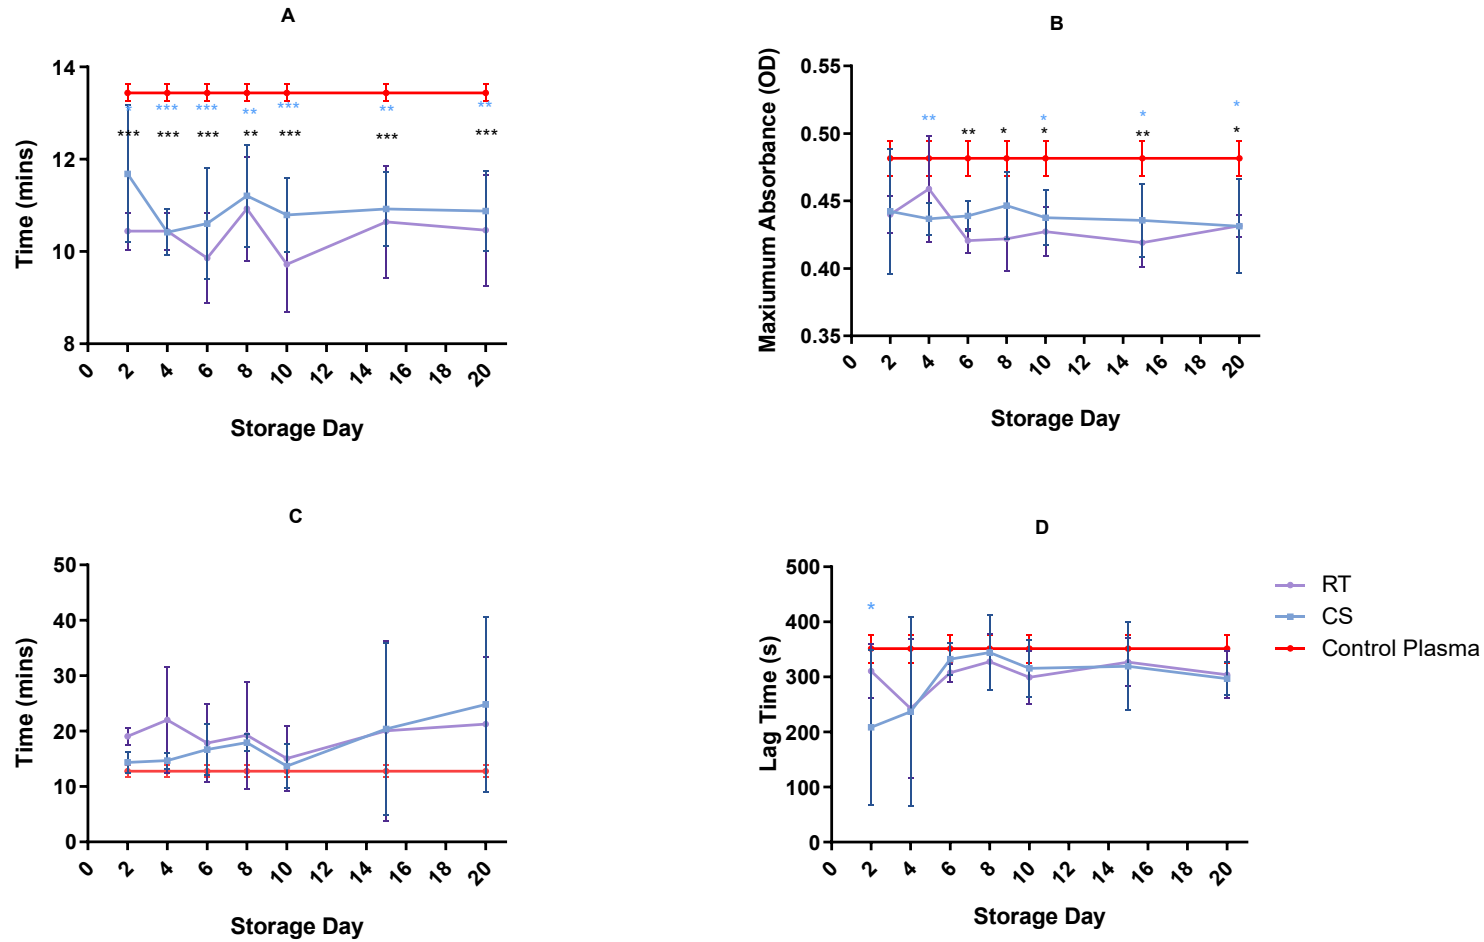 A
14
12
10
8
Time (mins)
* *** *** ** *** ** **
*** *** *** ** *** *** ***
0 2 4 6 8 10 12 14 16 18 20
Storage Day
B
0.55
0.50
0.45
0.40
0.35
Maxiumum Absorbance (OD)
** * * *
** * * ** *
0 2 4 6 8 10 12 14 16 18 20
Storage Day
C
50
40
30
20
10
0
Time (mins)
0 2 4 6 8 10 12 14 16 18 20
Storage Day
D
500
400
300
200
100
0
Lag Time (s)
*
0 2 4 6 8 10 12 14 16 18 20
Storage Day
RT
CS
Control Plasma